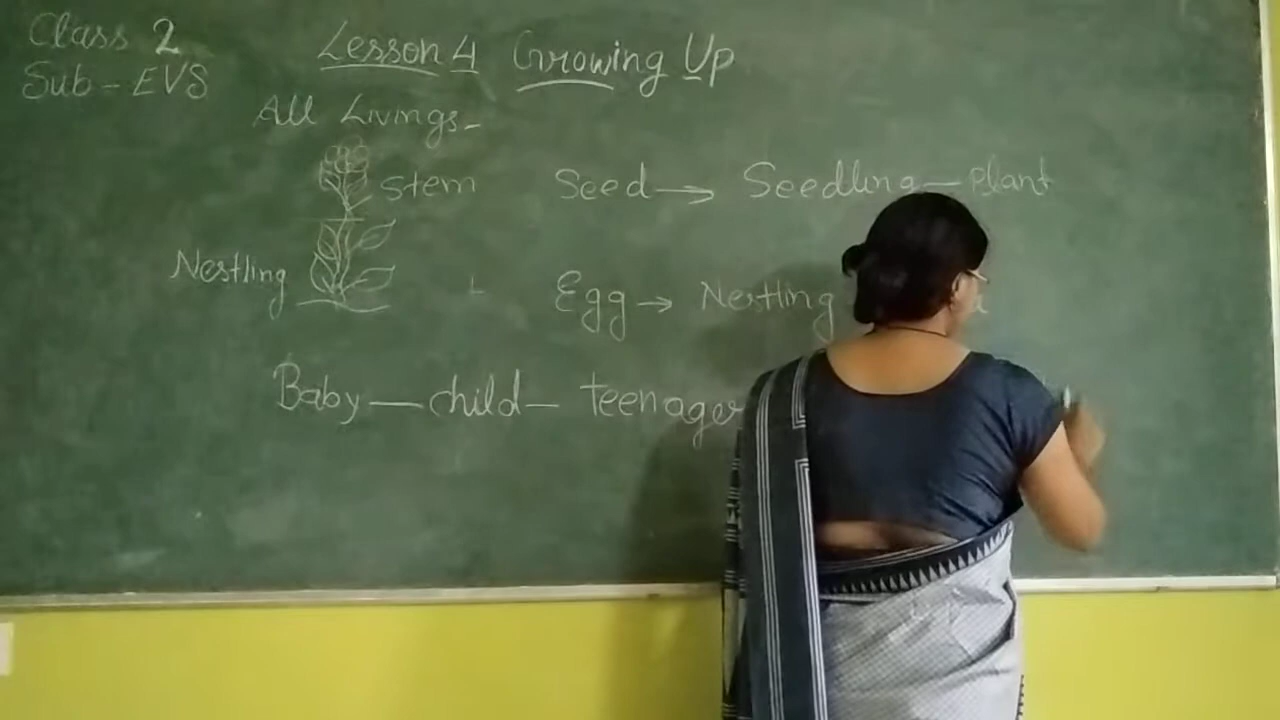 Class 2
Sub - EVS
Lesson 4 Growing Up
All Livings -
Stem
Seed → Seedling — plant
Nestling
Egg → Nestling
Baby — child — teenager